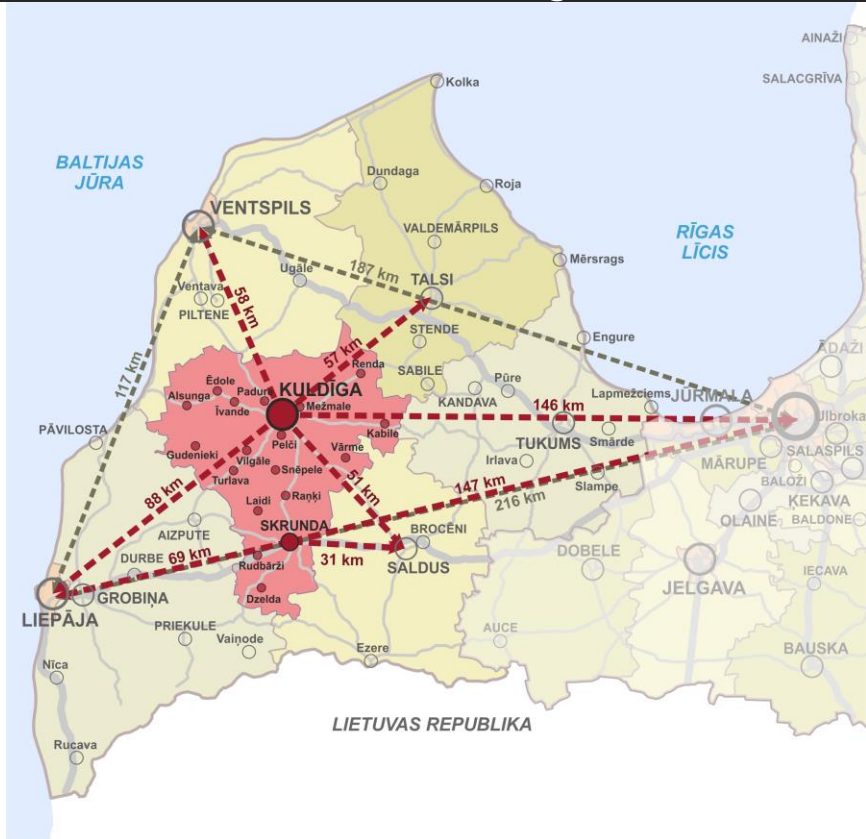 AINAŽI
SALACGRĪVA
Kolka
BALTIJAS
JŪRA
Dundaga
Roja
VENTSPILS
VALDEMĀRPILS
RĪGAS
LĪCIS
Mērsrags
187 km
Ugāle
TALSI
Ventava
PILTENE
58 km
STENDE
Engure
57 km
ĀDAŽI
117 km
Renda
SABILE
Ēdole
Padure
KULDĪGA
Pūre
KANDAVA
Lapmežciems
JŪRMALA
Alsunga
Īvande
Mežmale
146 km
Ulbroka
PĀVILOSTA
Kabile
TUKUMS
Smārde
Pelči
SALASPILS
Gudenieki
Vilgāle
Vārme
Irlava
MĀRUPE
Snēpele
Turlava
51 km
147 km
Slampe
BALOŽI
88 km
216 km
ĶEKAVA
Laidi
Raņķi
OLAINE
BALDONE
AIZPUTE
SKRUNDA
BROCĒNI
DURBE
69 km
31 km
DOBELE
Rudbārži
SALDUS
IECAVA
JELGAVA
GROBIŅA
Dzelda
LIEPĀJA
PRIEKULE
AUCE
Vaiņode
Ezere
BAUSKA
Nīca
LIETUVAS REPUBLIKA
Rucava